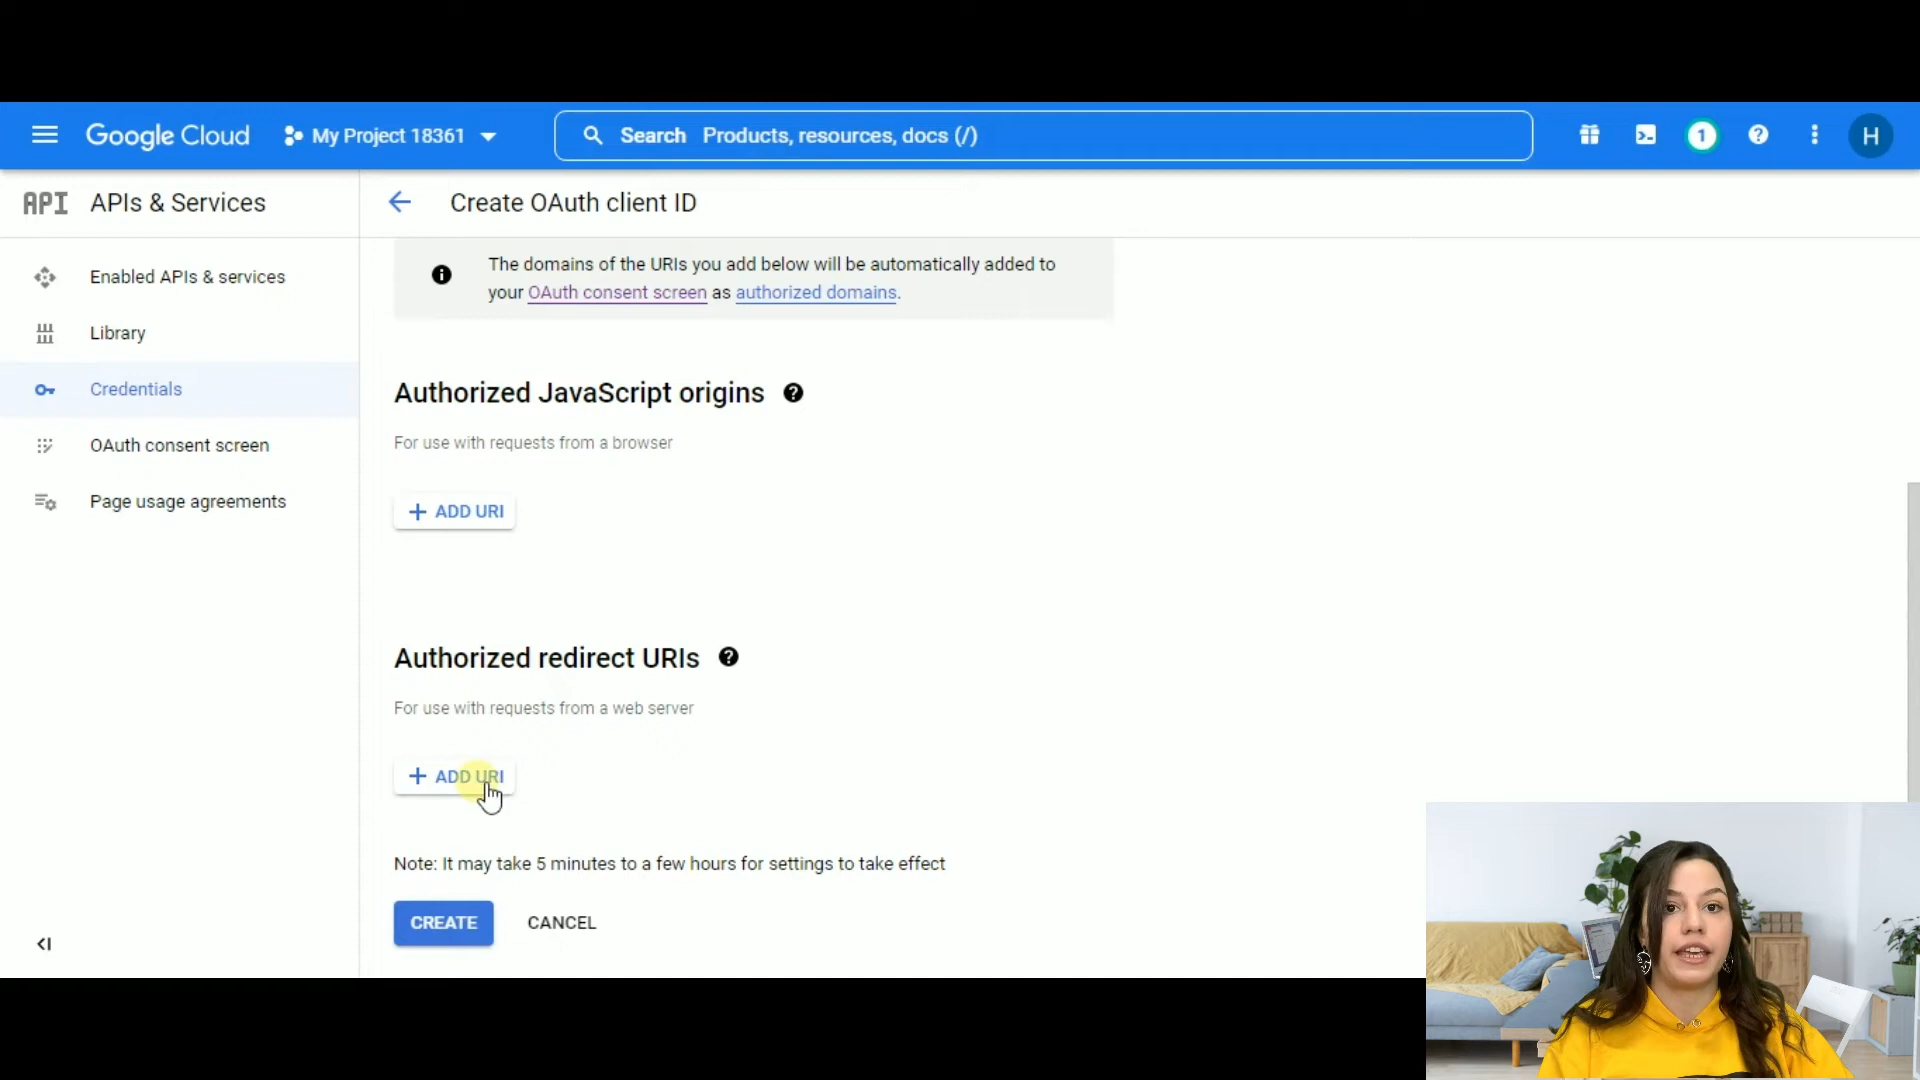 Google Cloud
My Project 18361
Search Products, resources, docs (/)
1
H
API APIs & Services
Create OAuth client ID
Enabled APIs & services
Library
Credentials
OAuth consent screen
Page usage agreements
The domains of the URIs you add below will be automatically added to
your OAuth consent screen as authorized domains.
Authorized JavaScript origins
For use with requests from a browser
+ ADD URI
Authorized redirect URIs
For use with requests from a web server
+ ADD URI
Note: It may take 5 minutes to a few hours for settings to take effect
CREATE
CANCEL